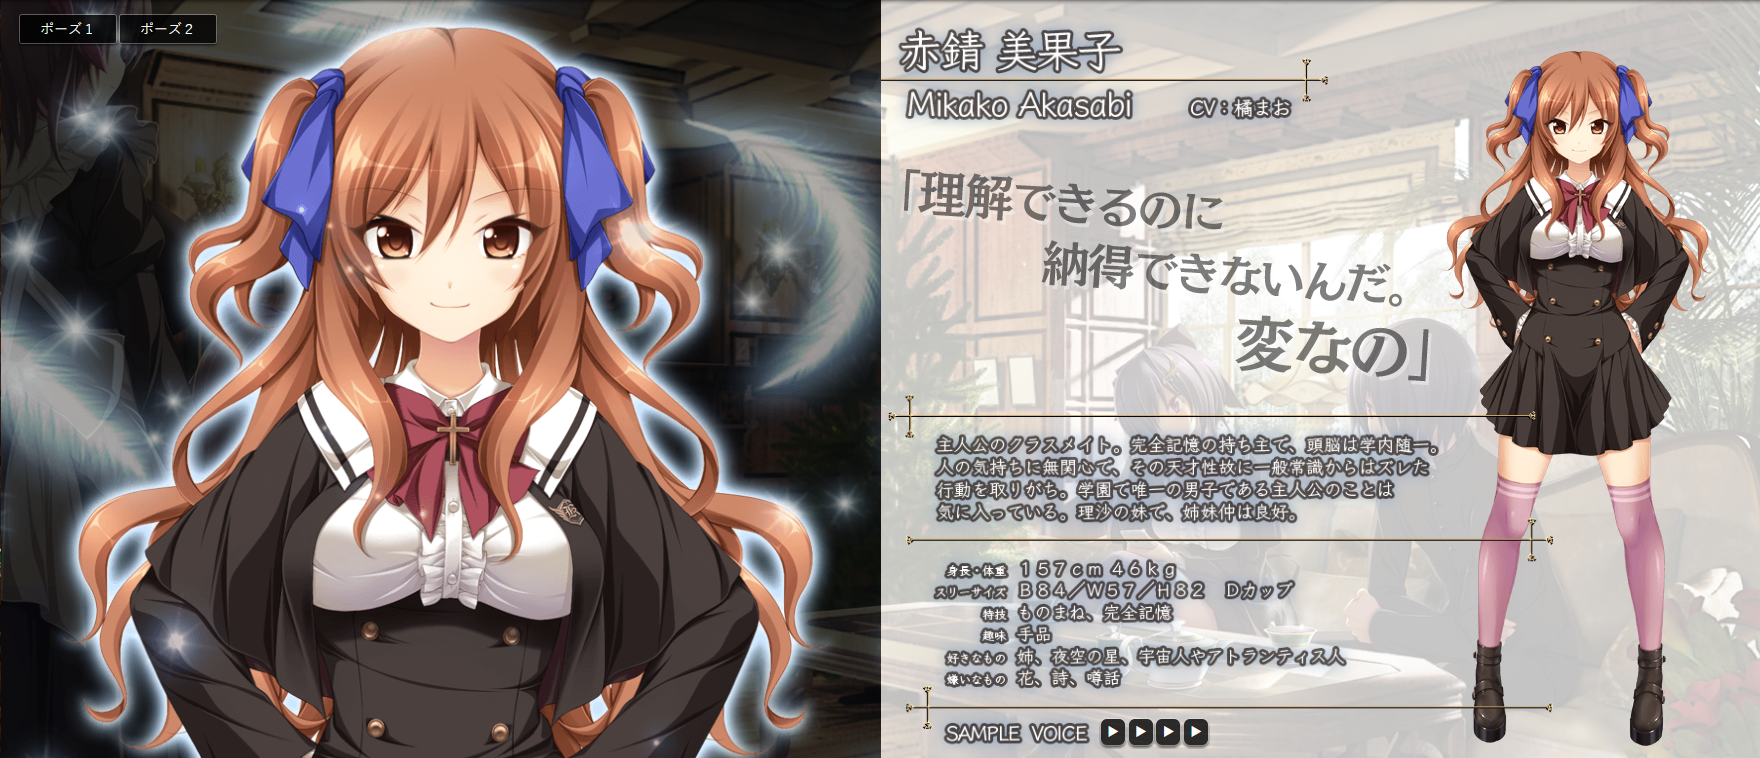 ポーズ1
ポーズ2
赤錆 美果子
Mikako Akasabi
CV：橘まお
「理解できるのに
納得できないんだ。
変なの」
主人公のクラスメイト。完全記憶の持ち主で、頭脳は学内随一。
人の気持ちに無関心で、その天才性故に一般常識からはズレた
行動を取りがち。学園で唯一の男子である主人公のことは
気に入っている。理沙の妹で、姉妹仲は良好。
身長・体重 157cm 46kg
スリーサイズ B84／W57／H82 Dカップ
特技 ものまね、完全記憶
趣味 手品
好きなもの 姉、夜空の星、宇宙人やアトランティス人
嫌いなもの 花、詩、噂話
SAMPLE VOICE